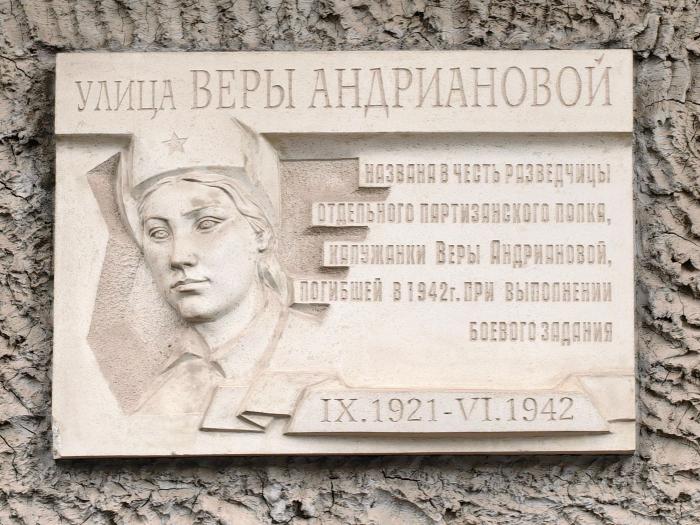 УЛИЦА ВЕРЫ АНДРИАНОВОЙ
НАЗВАНА В ЧЕСТЬ РАЗВЕДЧИЦЫ
ОТДЕЛЬНОГО ПАРТИЗАНСКОГО ПОЛКА,
КАЛУЖАНКИ ВЕРЫ АНДРИАНОВОЙ,
ПОГИБШЕЙ В 1942г. ПРИ ВЫПОЛНЕНИИ
БОЕВОГО ЗАДАНИЯ
IX.1921-VI.1942